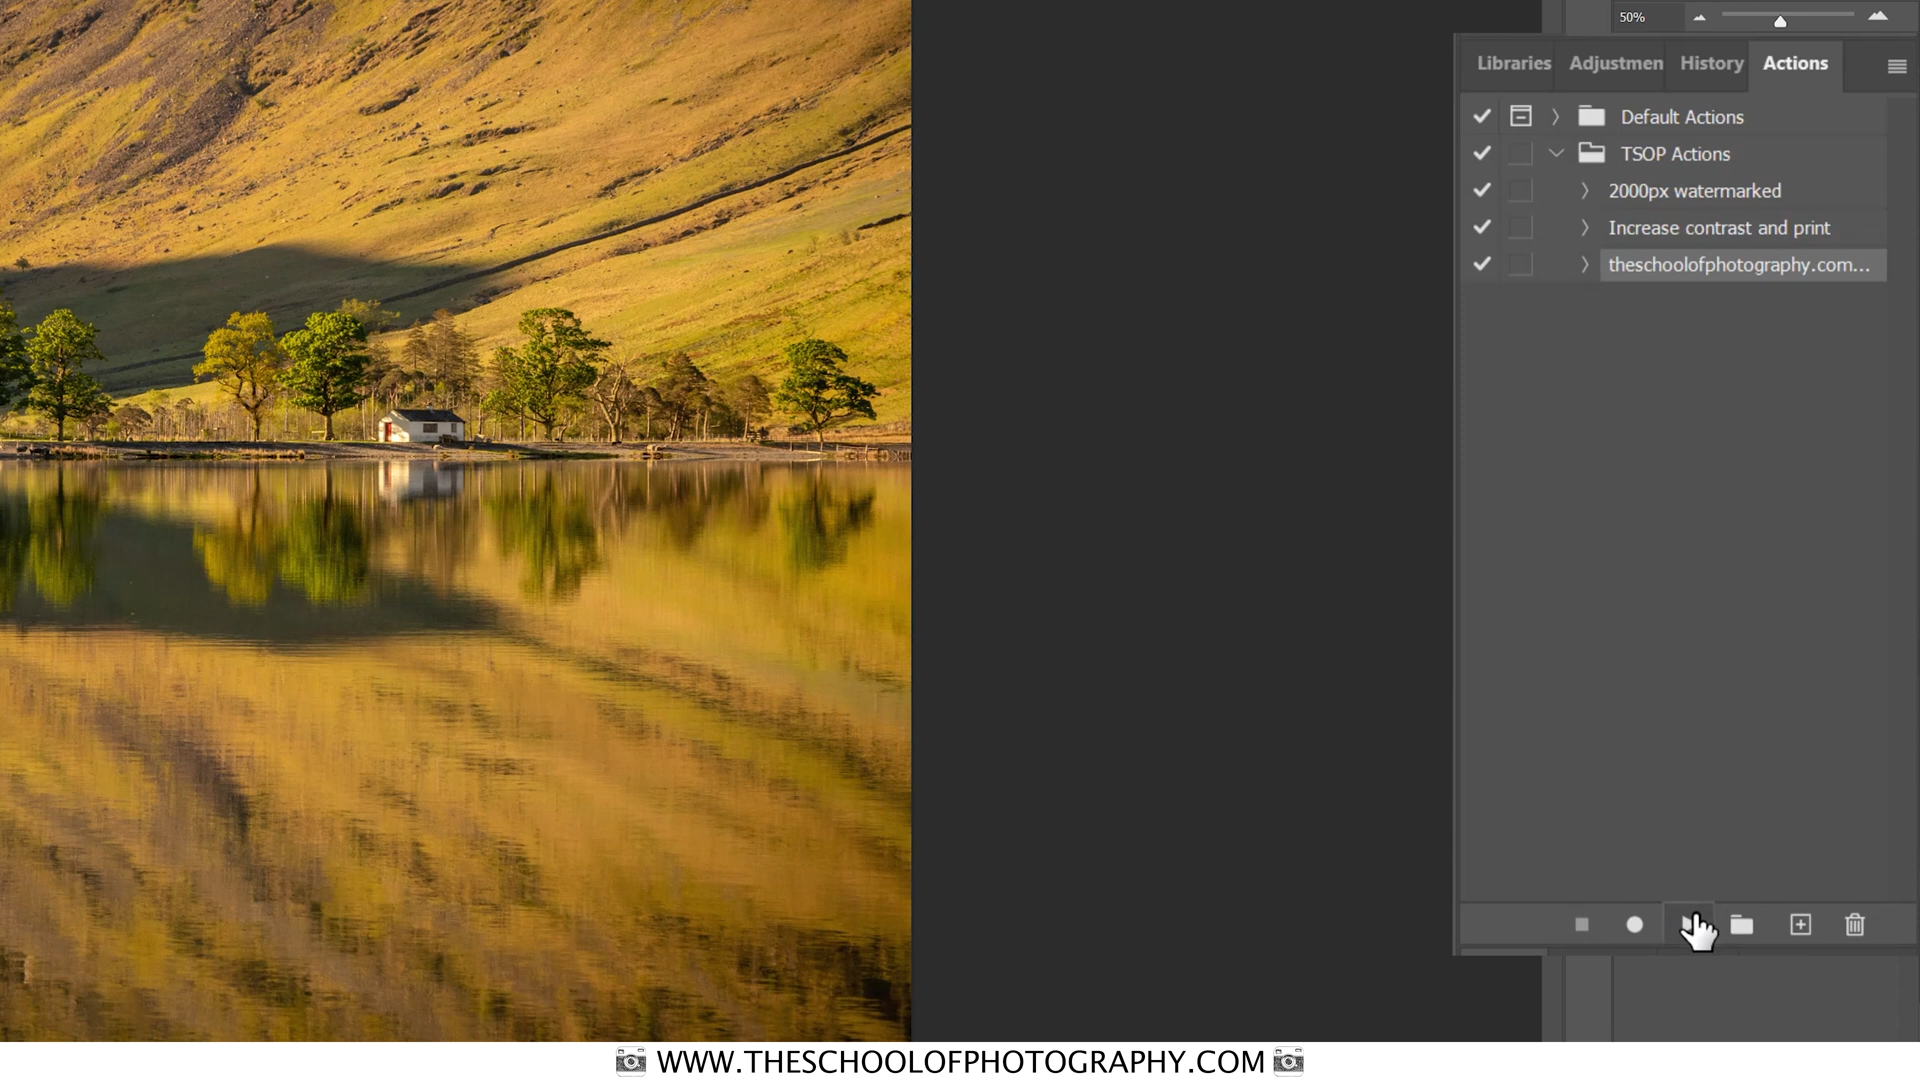 50%
Libraries Adjustmen History Actions
Default Actions
TSOP Actions
2000px watermarked
Increase contrast and print
theschoolofphotography.com...
WWW.THESCHOOLOFPHOTOGRAPHY.COM